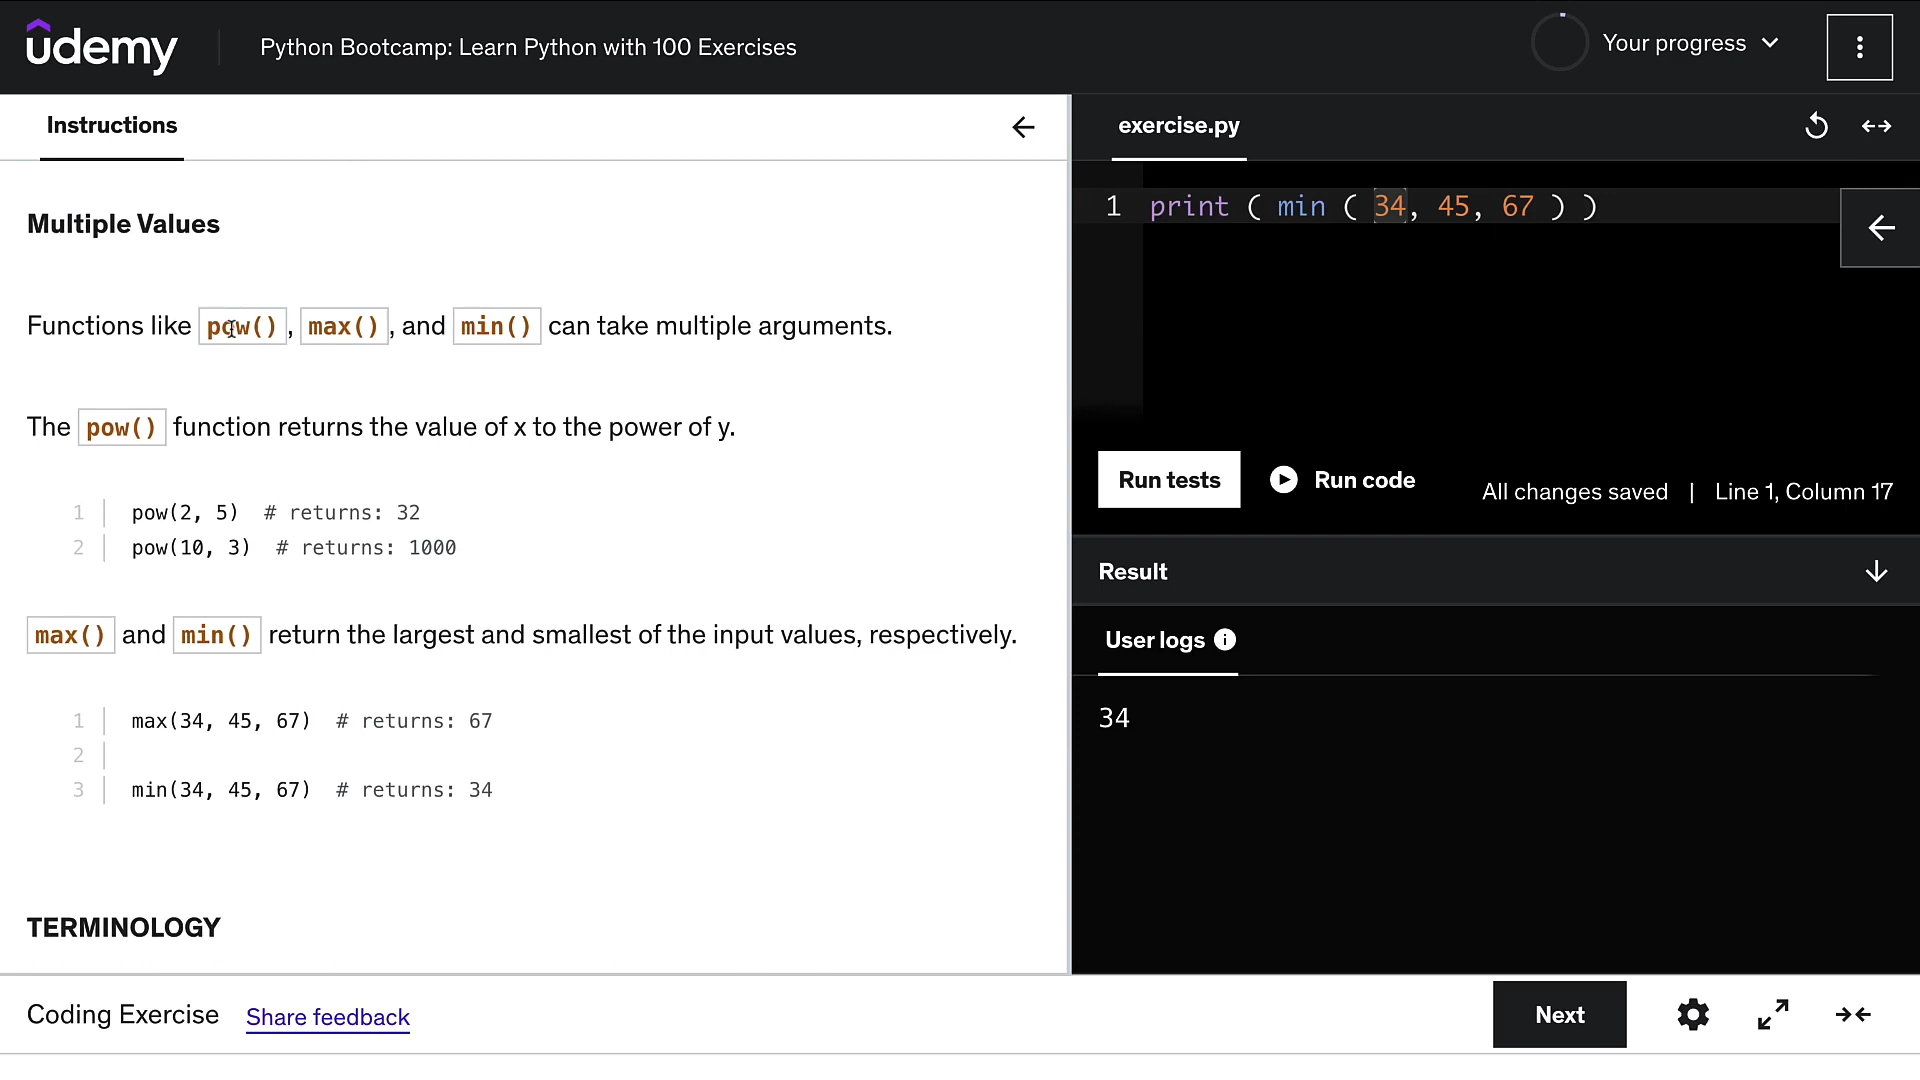 udemy
Python Bootcamp: Learn Python with 100 Exercises
Your progress
Instructions
exercise.py
Multiple Values
Functions like pow(), max(), and min() can take multiple arguments.
The pow() function returns the value of x to the power of y.
1 pow(2, 5)  # returns: 32
2 pow(10, 3)  # returns: 1000
max() and min() return the largest and smallest of the input values, respectively.
1 max(34, 45, 67)  # returns: 67
2
3 min(34, 45, 67)  # returns: 34
TERMINOLOGY
1 print ( min ( 34, 45, 67 ) )
Run tests
Run code
All changes saved | Line 1, Column 17
Result
User logs
34
Coding Exercise
Share feedback
Next